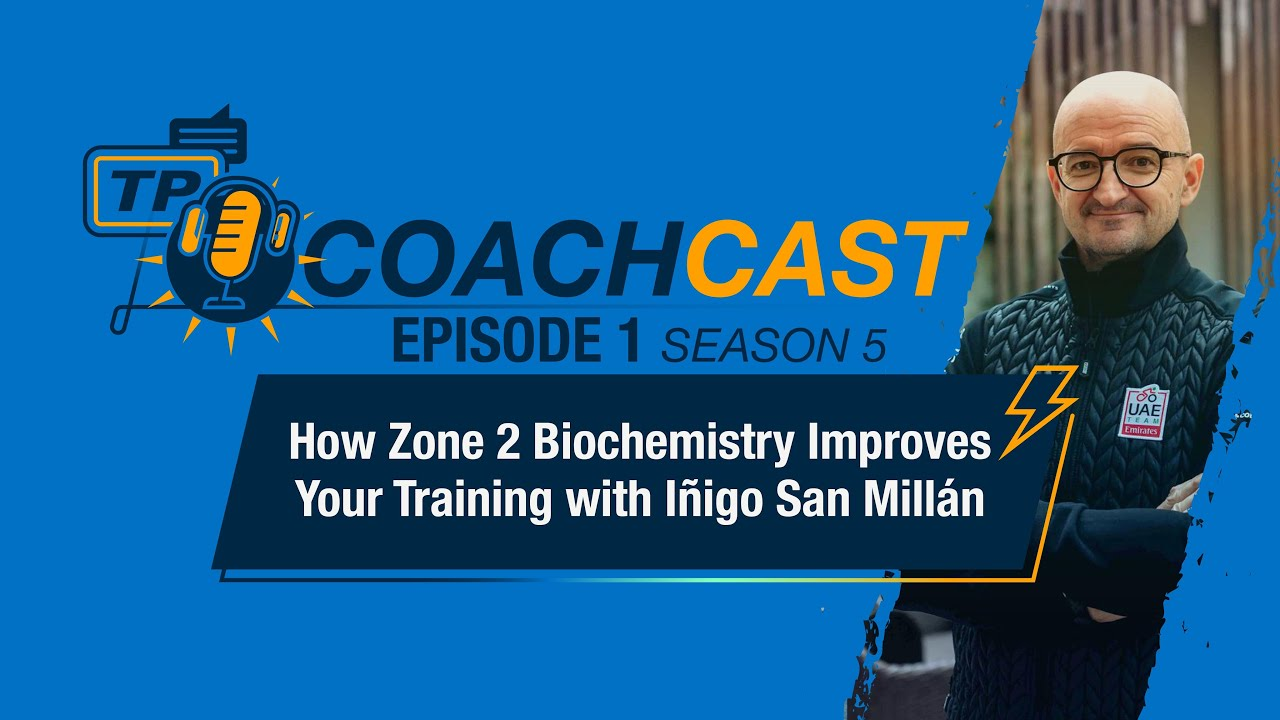 TP
COACHCAST
EPISODE 1 SEASON 5
How Zone 2 Biochemistry Improves
Your Training with Iñigo San Millán
UAE
TEAM
Emirates